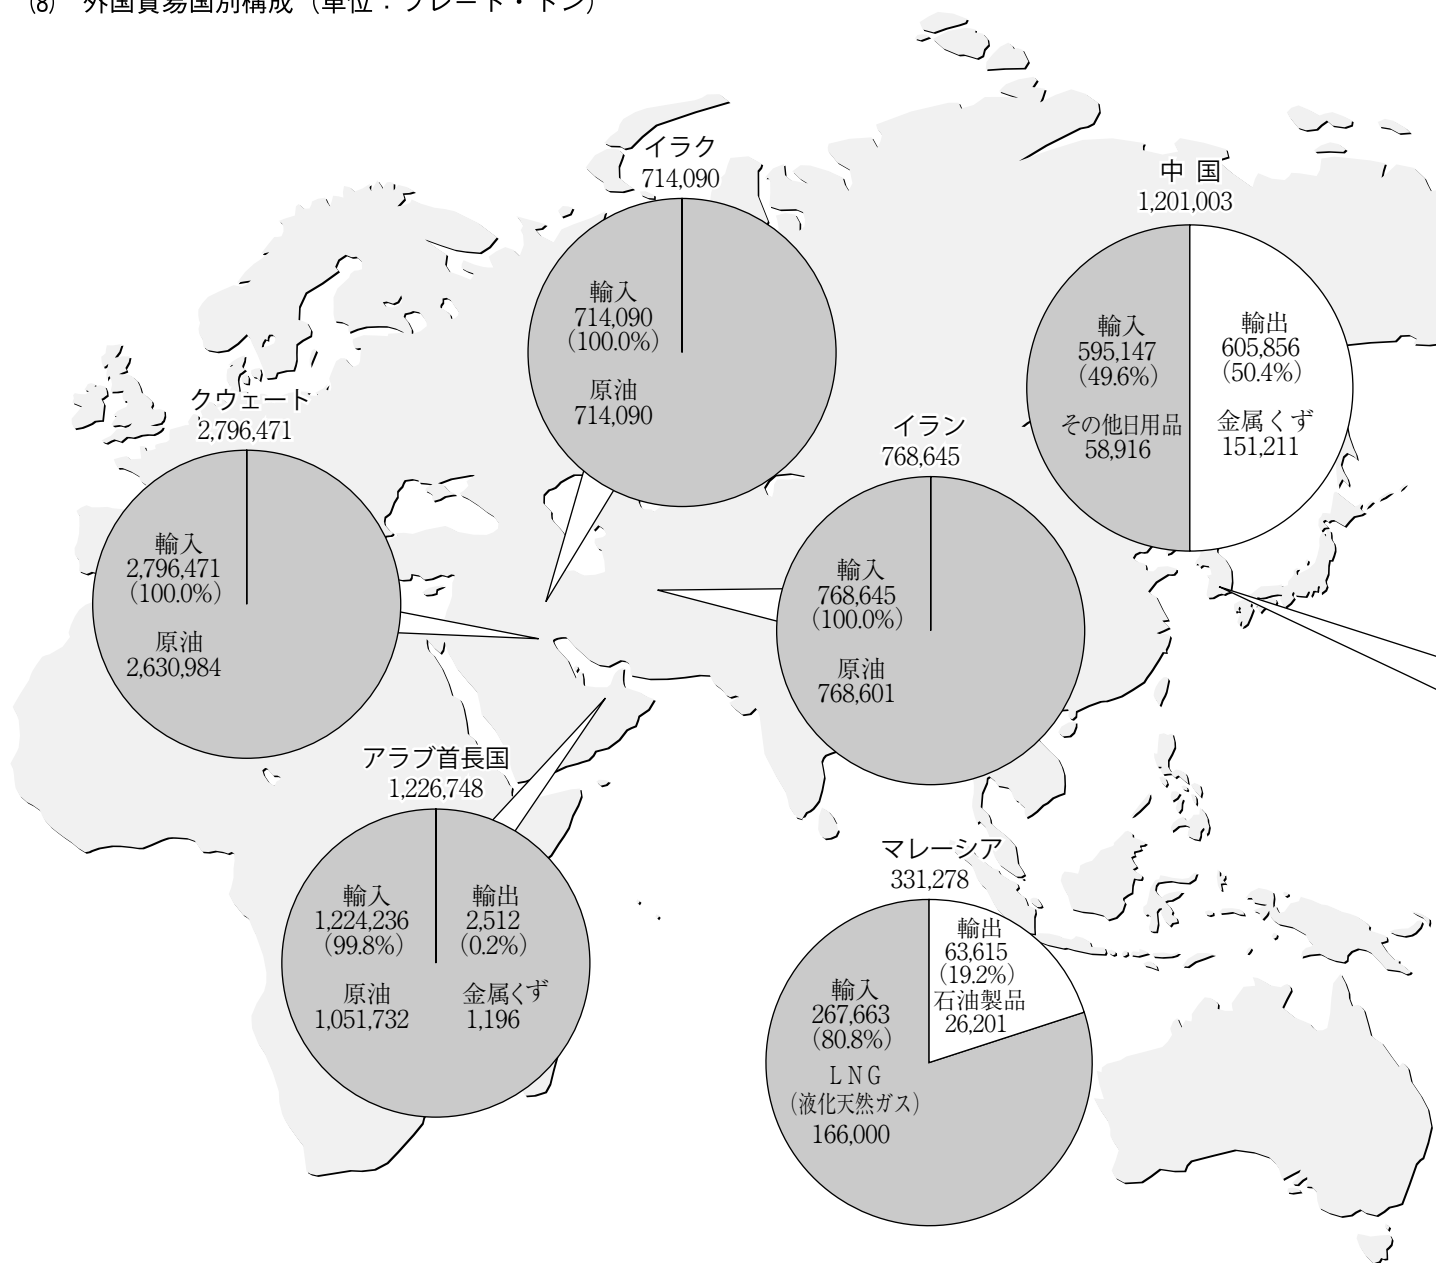 ⑻ 外国貿易国別構成（単位：フレート・トン）
イラク
714,090
輸入
714,090
（100.0%）
原油
714,090
中 国
1,201,003
輸入
595,147
（49.6%）
その他日用品
58,916
輸出
605,856
（50.4%）
金属くず
151,211
クウェート
2,796,471
輸入
2,796,471
（100.0%）
原油
2,630,984
イラン
768,645
輸入
768,645
（100.0%）
原油
768,601
アラブ首長国
1,226,748
輸入
1,224,236
（99.8%）
原油
1,051,732
輸出
2,512
（0.2%）
金属くず
1,196
マレーシア
331,278
輸入
267,663
（80.8%）
ＬＮＧ
（液化天然ガス）
166,000
輸出
63,615
（19.2%）
石油製品
26,201